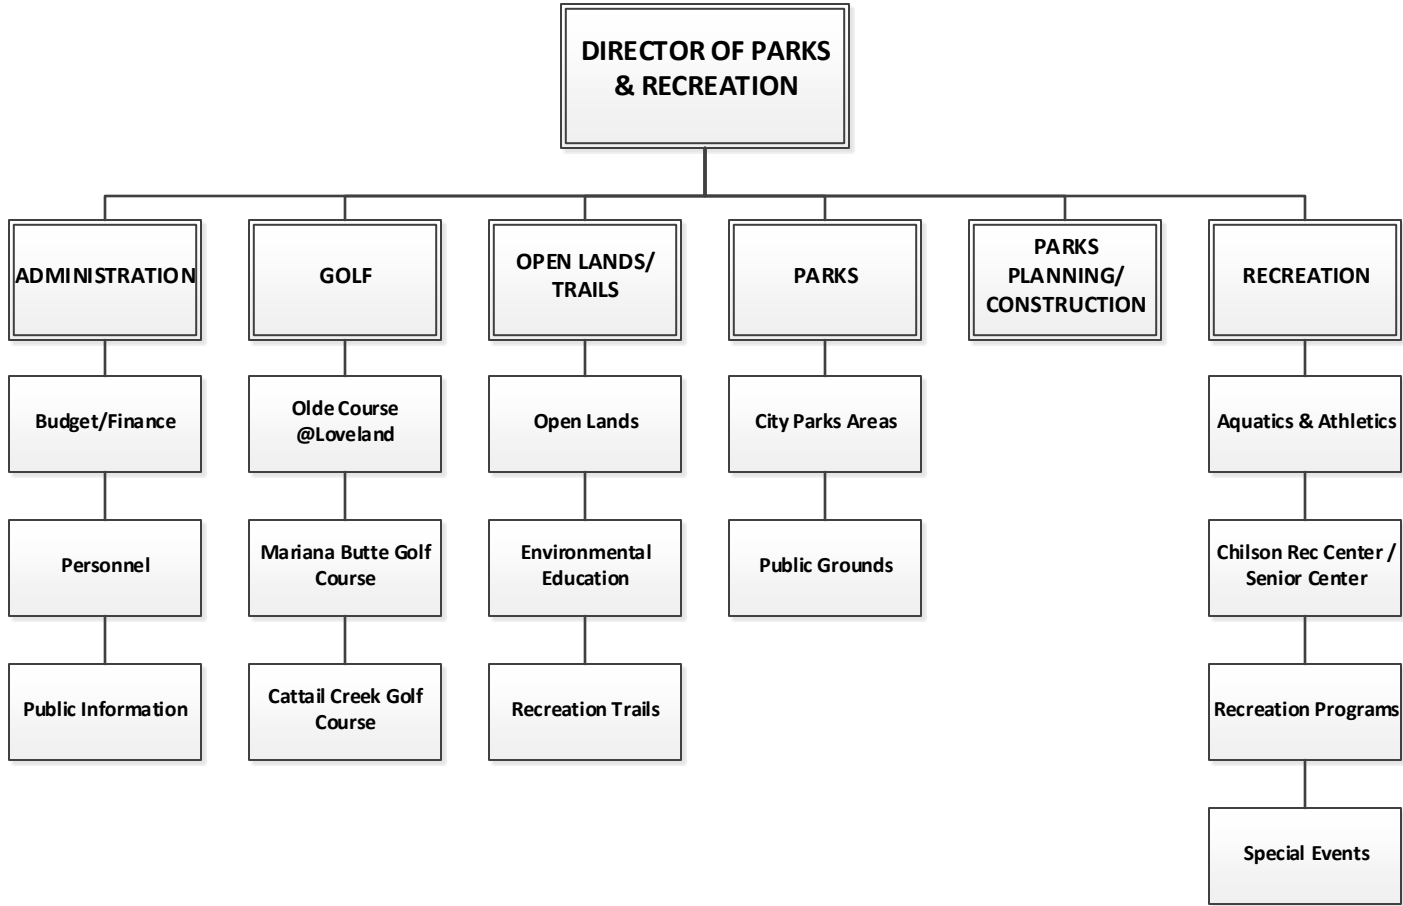 DIRECTOR OF PARKS
& RECREATION
ADMINISTRATION
GOLF
OPEN LANDS/
TRAILS
PARKS
PARKS
PLANNING/
CONSTRUCTION
RECREATION
Budget/Finance
Olde Course
@Loveland
Open Lands
City Parks Areas
Aquatics & Athletics
Personnel
Mariana Butte Golf
Course
Environmental
Education
Public Grounds
Chilson Rec Center /
Senior Center
Public Information
Cattail Creek Golf
Course
Recreation Trails
Recreation Programs
Special Events